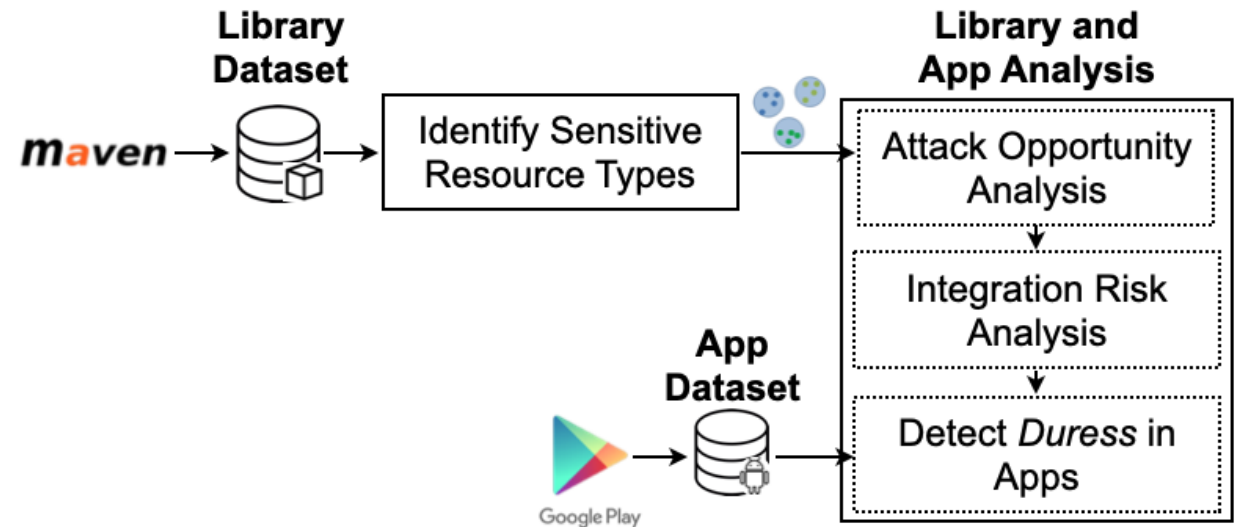 Library
Dataset
Library and
App Analysis
maven
Identify Sensitive
Resource Types
Attack Opportunity
Analysis
Integration Risk
Analysis
App
Dataset
Detect Duress in
Apps
Google Play